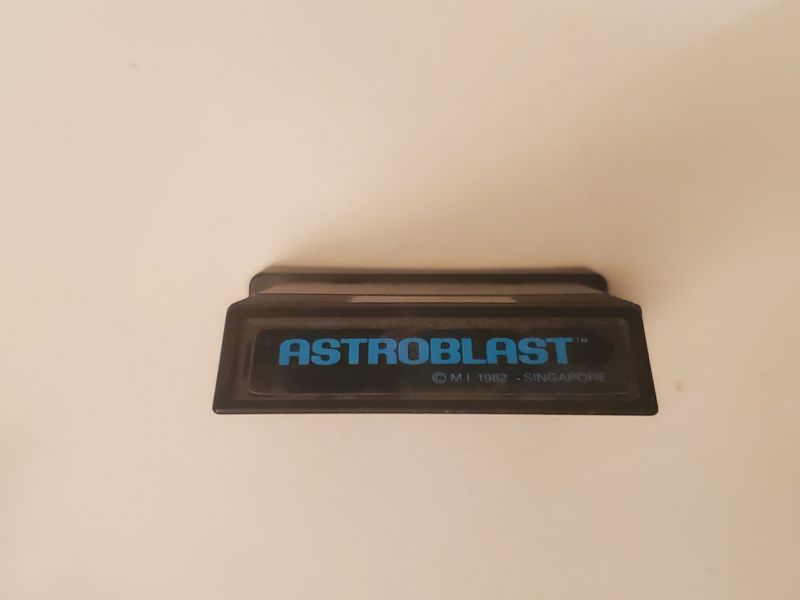 ASTROBLAST™
© M I 1982 . SINGAPORE